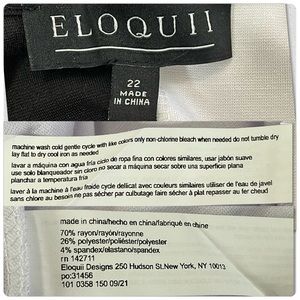 ELOQUII
22
MADE
IN CHINA
machine wash cold gentle cycle with like colors only non-chlorine bleach when needed do not tumble dry
lay flat to dry cool iron as needed
lavar a máquina con agua fría ciclo de ropa fina con colores similares, usar jabón suave
use solo blanqueador sin cloro no secar a máquina secar sobre una superficie plana
planchar a temperatura fría
laver à la machine à l'eau froide cycle délicat avec couleurs similaires utiliser de l'eau de javel
sans chlore au besoin ne pas sécher par culbutage faire sécher à plat repasser au fer chaud
made in china/hecho en china/fabriqué en chine
70% rayon/rayón/rayonne
26% polyester/poliéster/polyester
4% spandex/elastano/spandex
rn 142711
Eloquii Designs 250 Hudson St.New York, NY 10013
po:31456
101 0358 150 09/21